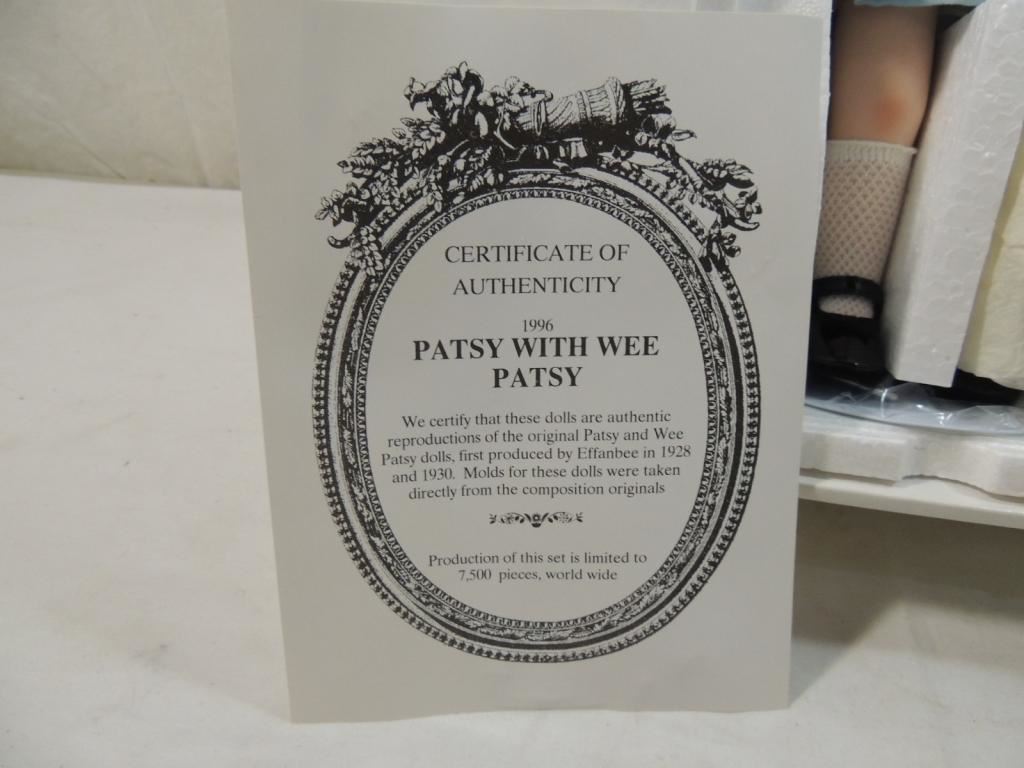 CERTIFICATE OF
AUTHENTICITY
1996
PATSY WITH WEE
PATSY
We certify that these dolls are authentic
reproductions of the original Patsy and Wee
Patsy dolls, first produced by Effanbee in 1928
and 1930. Molds for these dolls were taken
directly from the composition originals
Production of this set is limited to
7,500 pieces, world wide